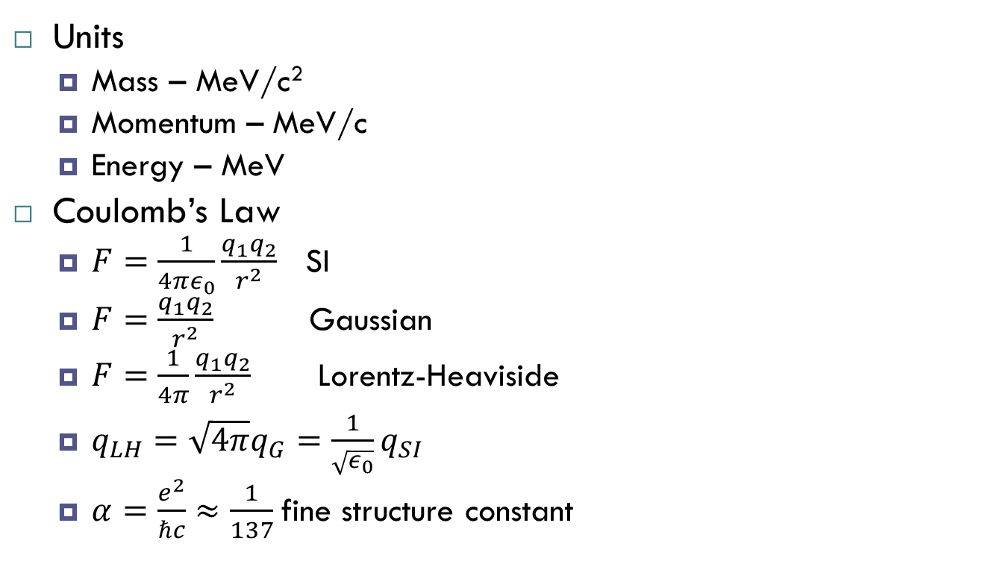 Units
Mass – MeV/c²
Momentum – MeV/c
Energy – MeV
Coulomb's Law
F = \frac{1}{4\pi\epsilon_0} \frac{q_1 q_2}{r^2} SI
F = \frac{q_1 q_2}{r^2} Gaussian
F = \frac{1}{4\pi} \frac{q_1 q_2}{r^2} Lorentz-Heaviside
q_{LH} = \sqrt{4\pi} q_G = \frac{1}{\sqrt{\epsilon_0}} q_{SI}
\alpha = \frac{e^2}{\hbar c} \approx \frac{1}{137} fine structure constant